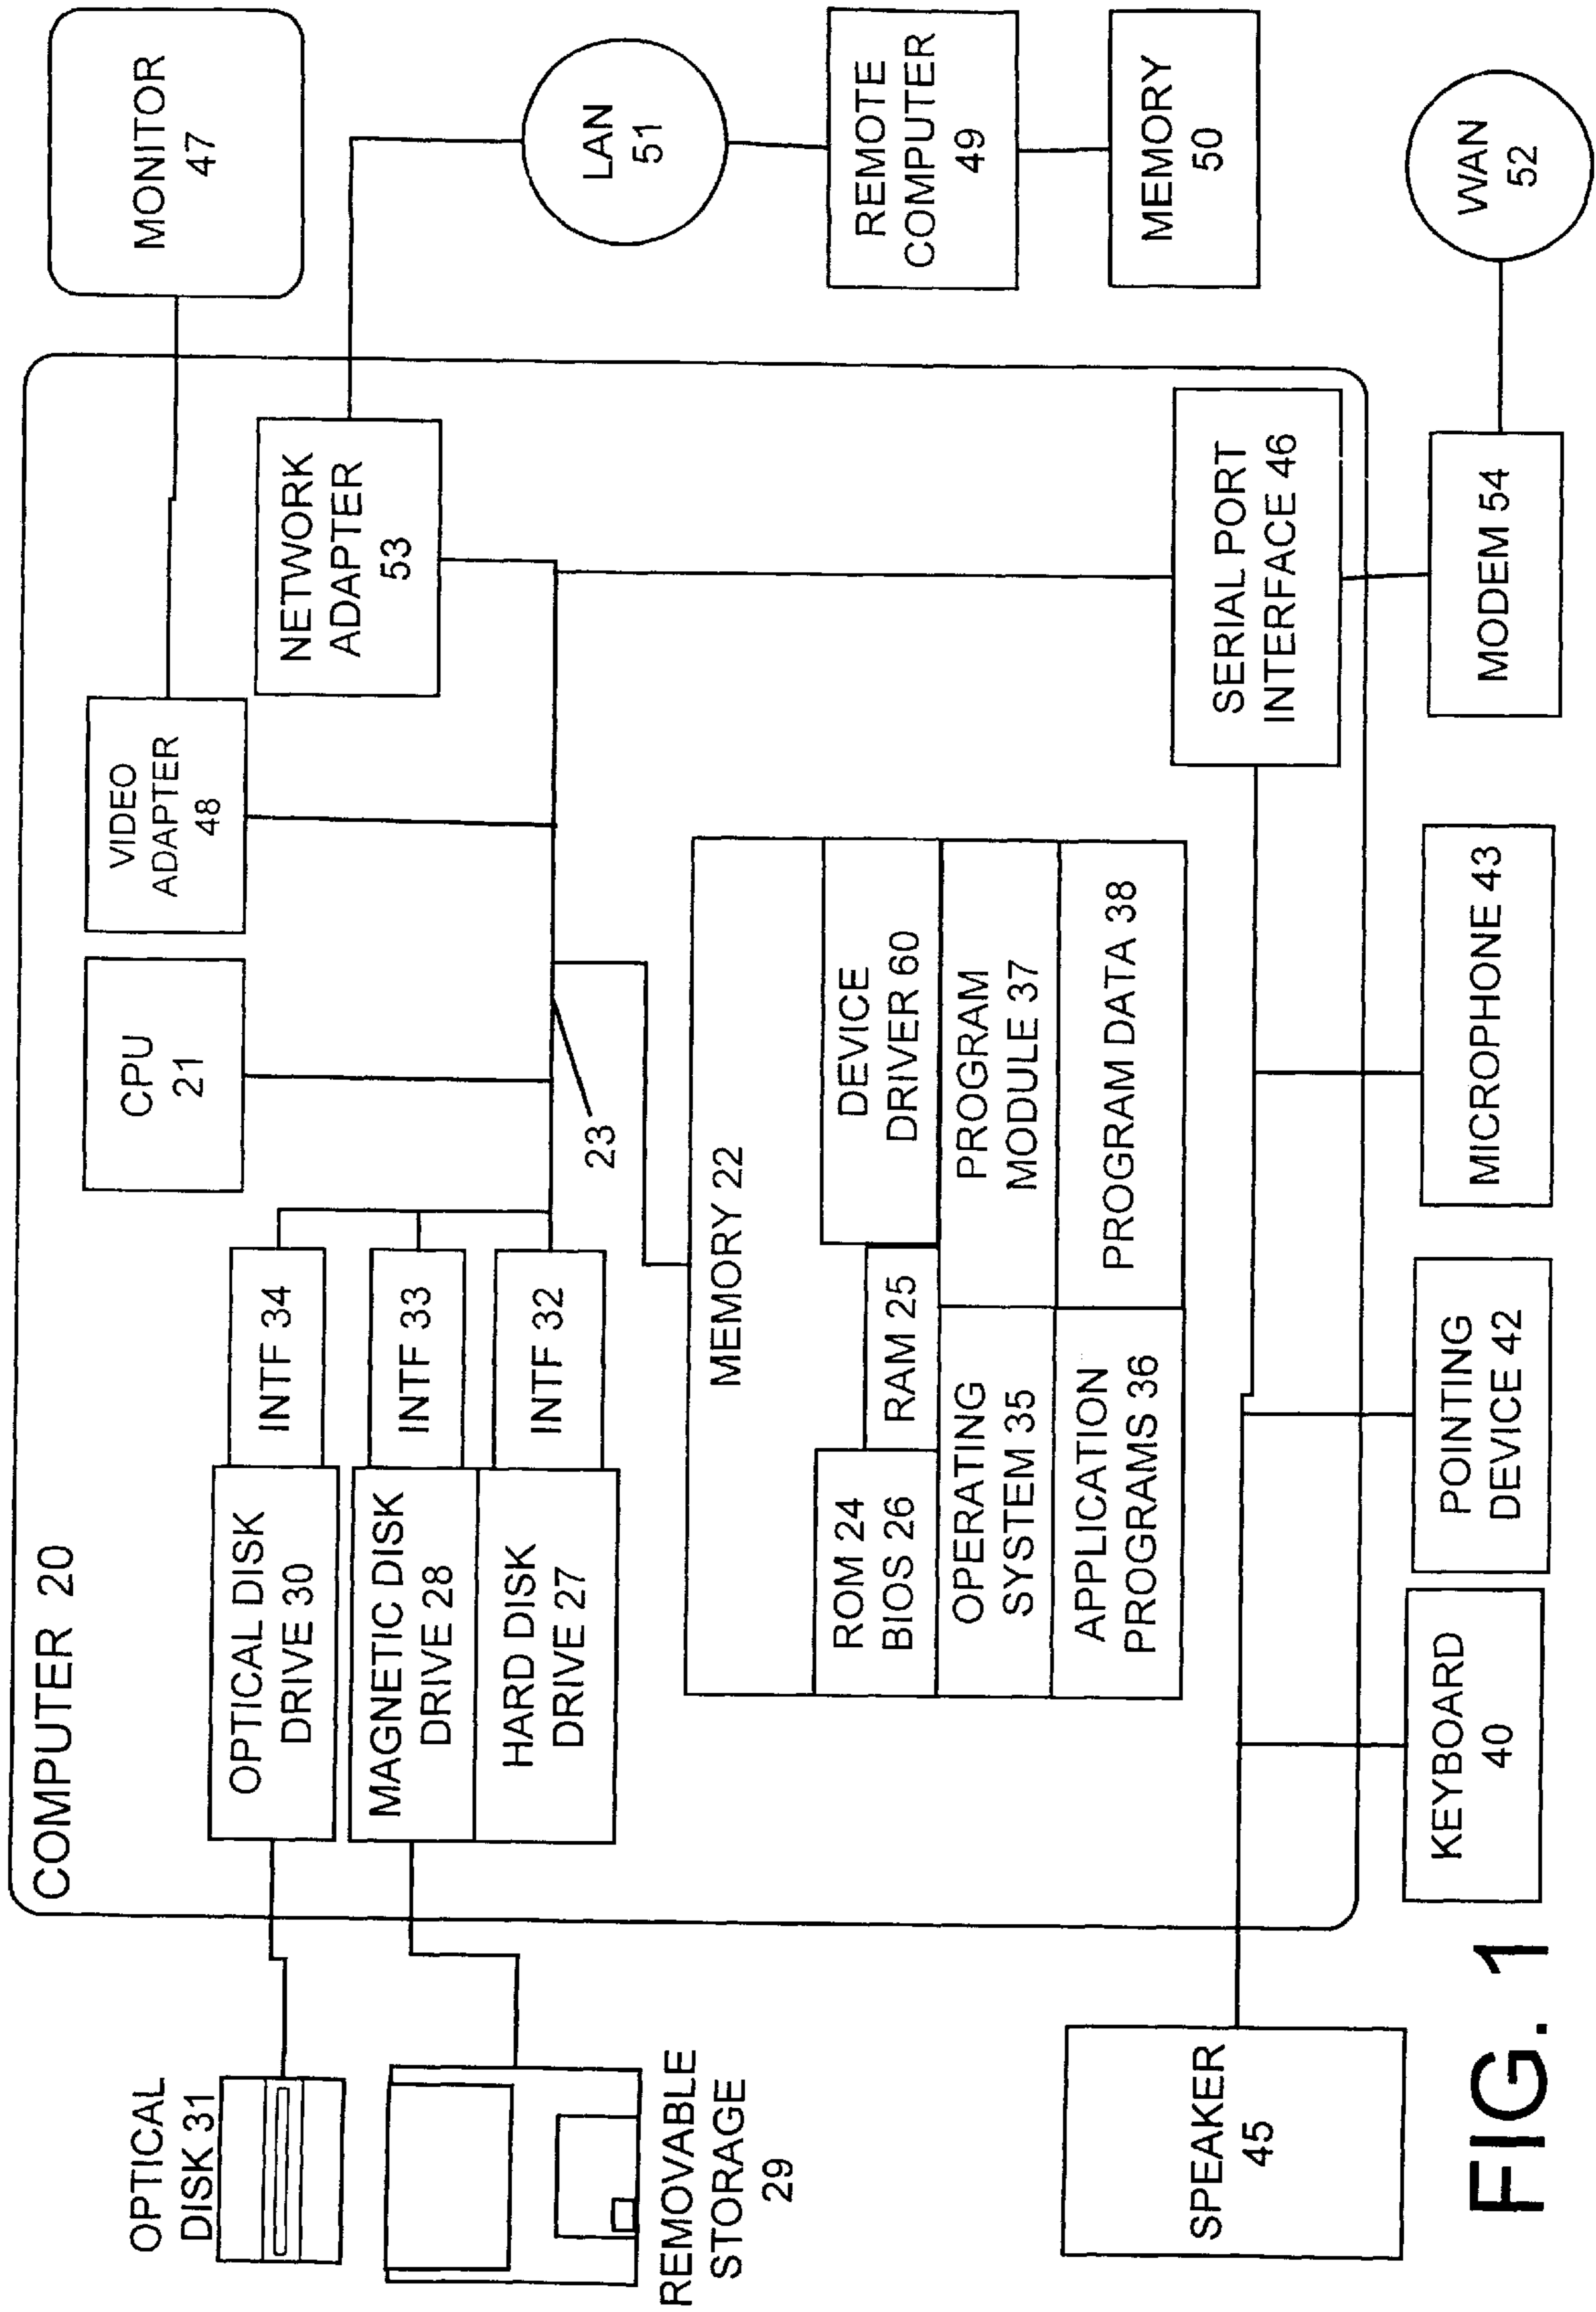 COMPUTER 20
MONITOR
47
CPU
21
VIDEO
ADAPTER
48
NETWORK
ADAPTER
53
OPTICAL
DISK 31
OPTICAL DISK
DRIVE 30
INTF 34
MAGNETIC DISK
DRIVE 28
INTF 33
HARD DISK
DRIVE 27
INTF 32
23
REMOVABLE
STORAGE
29
LAN
51
MEMORY 22
ROM 24
BIOS 26
RAM 25
DEVICE
DRIVER 60
OPERATING
SYSTEM 35
PROGRAM
MODULE 37
APPLICATION
PROGRAMS 36
PROGRAM DATA 38
REMOTE
COMPUTER
49
MEMORY
50
SPEAKER
45
SERIAL PORT
INTERFACE 46
KEYBOARD
40
POINTING
DEVICE 42
MICROPHONE 43
MODEM 54
WAN
52
FIG. 1